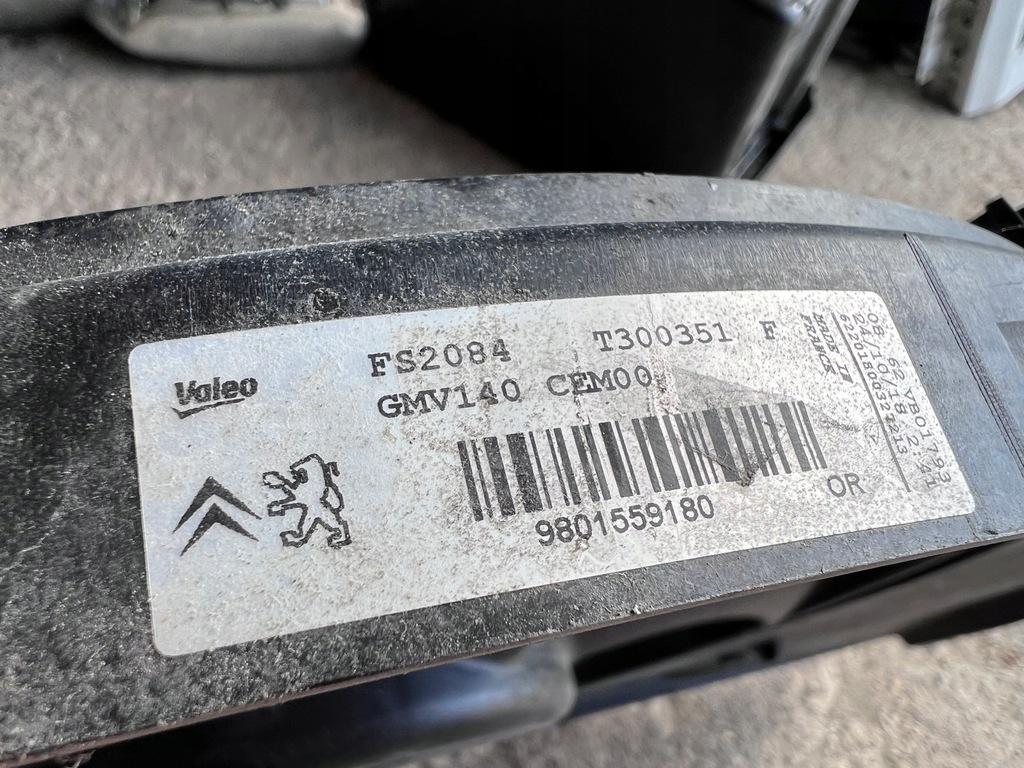 Valeo
FS2084 T300351 F
GMV140 CEM00
9801559180
OR
MADE IN
FRANCE